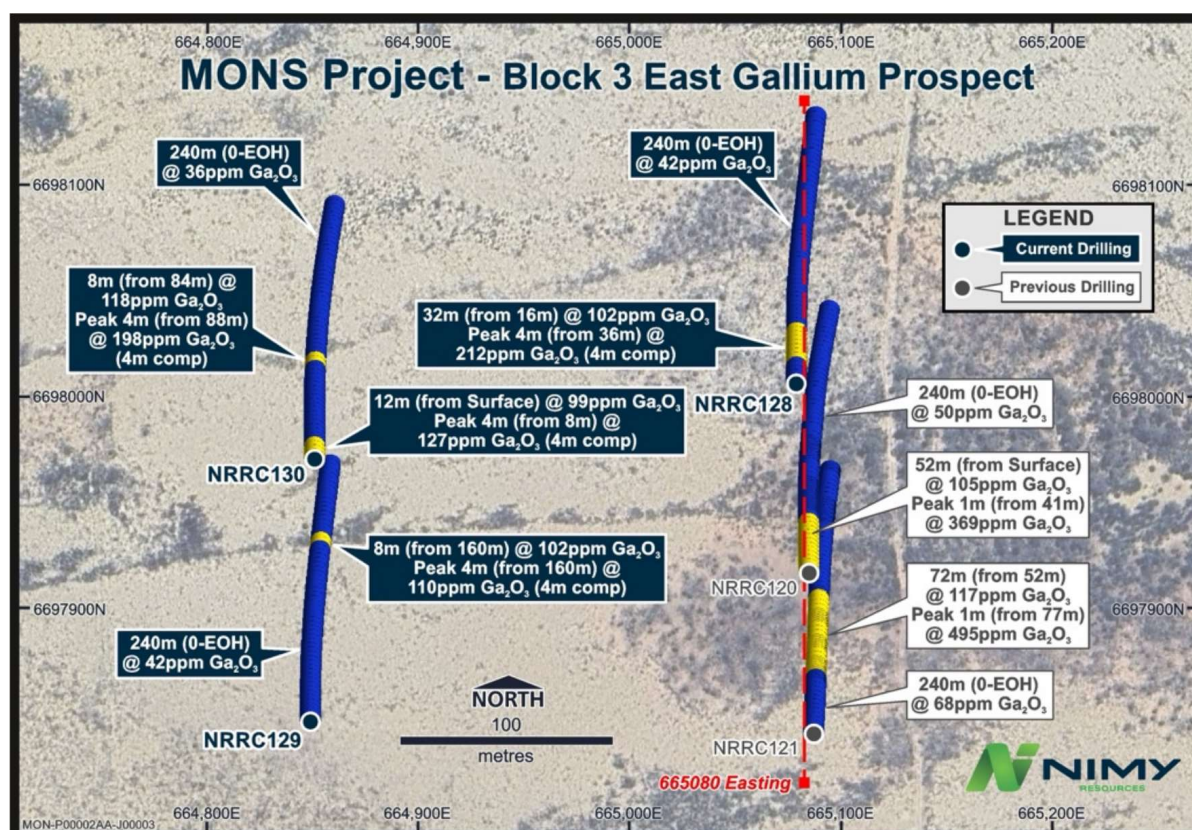 664,800E 664,900E 665,000E 665,100E 665,200E
MONS Project - Block 3 East Gallium Prospect
240m (0-EOH)
@ 36ppm Ga₂O₃
240m (0-EOH)
@ 42ppm Ga₂O₃
6698100N
6698100N
LEGEND
Current Drilling
Previous Drilling
8m (from 84m) @
118ppm Ga₂O₃
Peak 4m (from 88m)
@ 198ppm Ga₂O₃
(4m comp)
32m (from 16m) @ 102ppm Ga₂O₃
Peak 4m (from 36m) @
212ppm Ga₂O₃ (4m comp)
6698000N
6698000N
NRRC128
12m (from Surface) @ 99ppm Ga₂O₃
Peak 4m (from 8m) @
127ppm Ga₂O₃ (4m comp)
240m (0-EOH)
@ 50ppm Ga₂O₃
NRRC130
52m (from Surface)
@ 105ppm Ga₂O₃
Peak 1m (from 41m)
@ 369ppm Ga₂O₃
8m (from 160m) @ 102ppm Ga₂O₃
Peak 4m (from 160m) @
110ppm Ga₂O₃ (4m comp)
NRRC120
72m (from 52m)
@ 117ppm Ga₂O₃
Peak 1m (from 77m)
@ 495ppm Ga₂O₃
6697900N
6697900N
240m (0-EOH)
@ 42ppm Ga₂O₃
240m (0-EOH)
@ 68ppm Ga₂O₃
NORTH
100
metres
NRRC129
NRRC121
665080 Easting
NIMY
RESOURCES
664,800E 664,900E 665,000E 665,100E 665,200E
MON-P00002AA-J00003